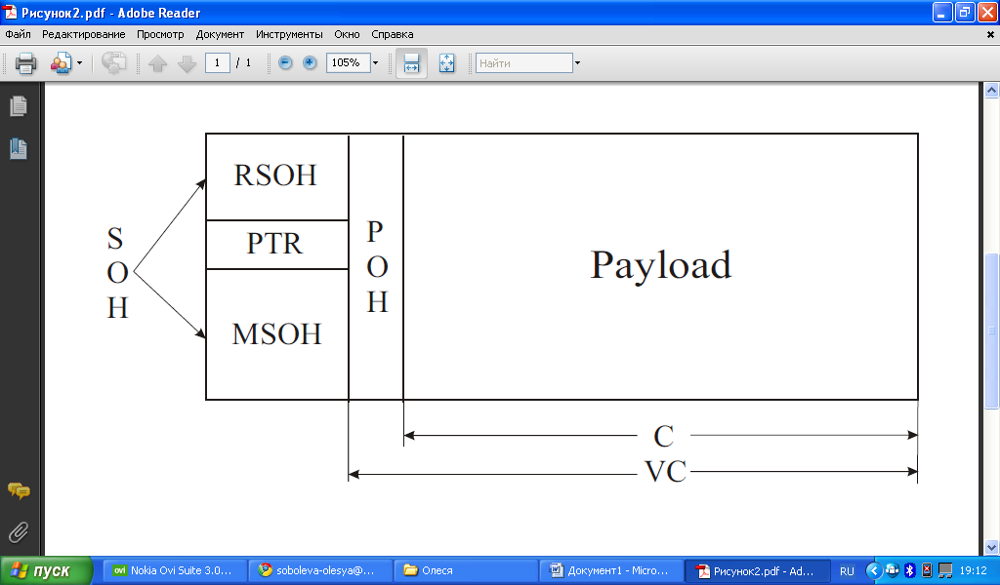 Рисунок2.pdf - Adobe Reader
Файл Редактирование Просмотр Документ Инструменты Окно Справка
1 / 1 105% Найти
RSOH
PTR
MSOH
S
O
H
P
O
H
Payload
C
VC
пуск Nokia Ovi Suite 3.0... soboleva-olesya@... Олеся Документ1 - Micro... Рисунок2.pdf - Ad... RU 19:12